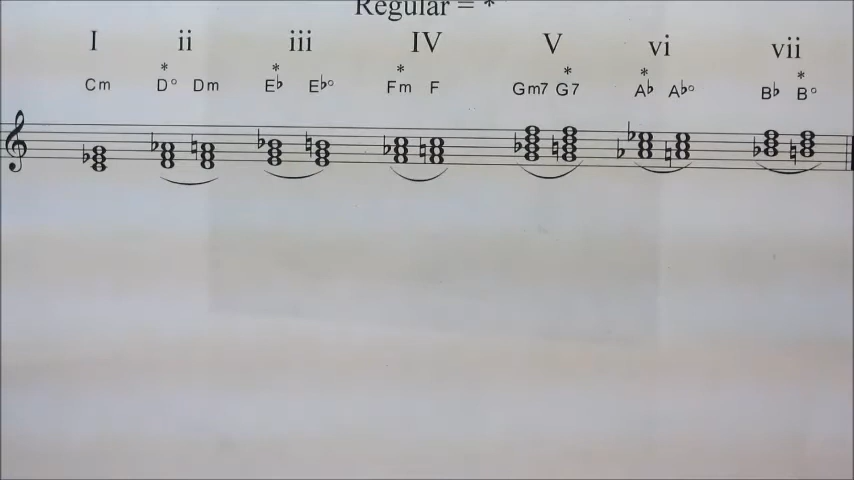 Regular = *
I ii iii IV V vi vii
* * * * * *
Cm D° Dm E♭ E♭° Fm F Gm7 G7 A♭ A♭° B♭ B°